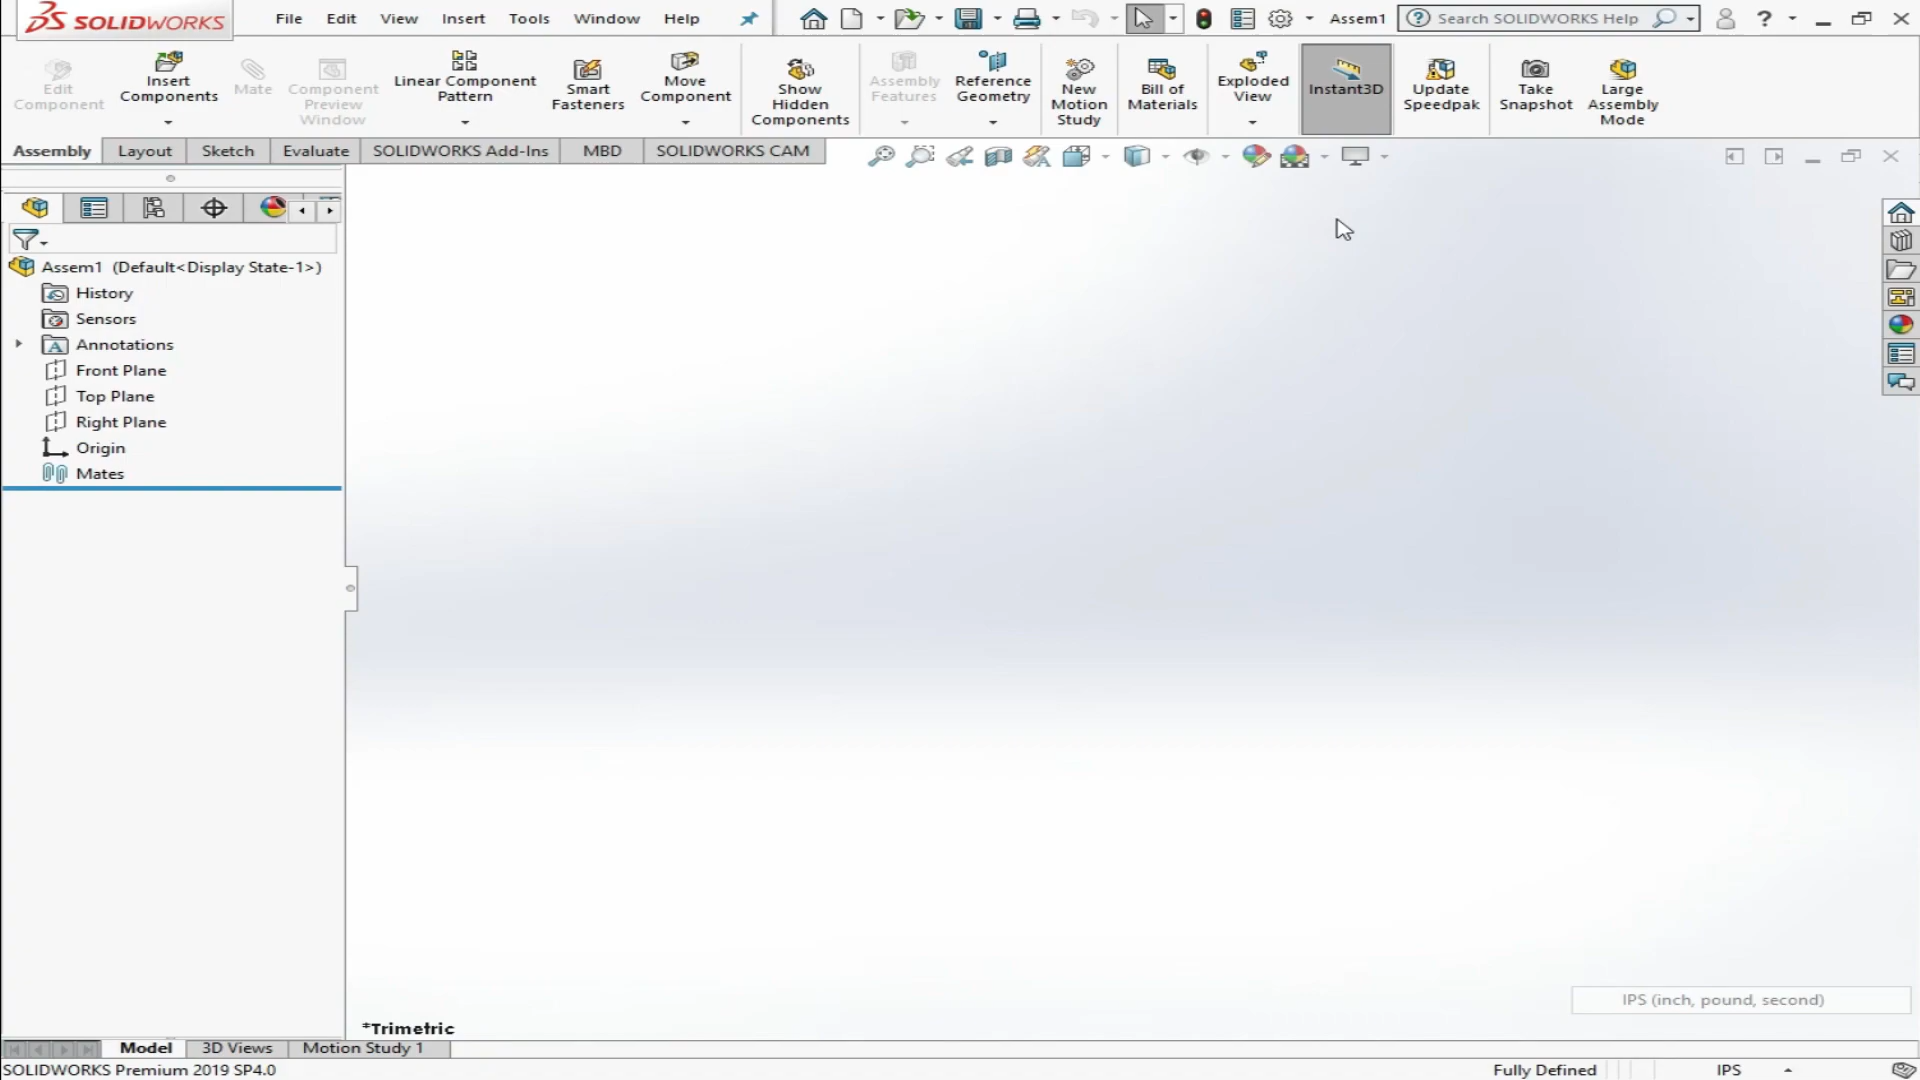 SOLIDWORKS File Edit View Insert Tools Window Help Assem1 Search SOLIDWORKS Help ?
Edit Component
Insert Components
Mate
Component Preview Window
Linear Component Pattern
Smart Fasteners
Move Component
Show Hidden Components
Assembly Features
Reference Geometry
New Motion Study
Bill of Materials
Exploded View
Instant3D
Update Speedpak
Take Snapshot
Large Assembly Mode
Assembly Layout Sketch Evaluate SOLIDWORKS Add-Ins MBD SOLIDWORKS CAM
Assem1 (Default<Display State-1>)
History
Sensors
Annotations
Front Plane
Top Plane
Right Plane
Origin
Mates
IPS (inch, pound, second)
*Trimetric
Model 3D Views Motion Study 1
SOLIDWORKS Premium 2019 SP4.0 Fully Defined IPS